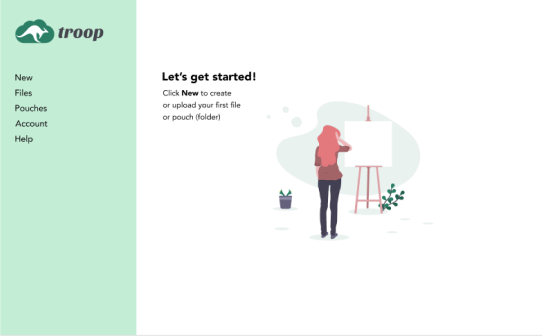 troop
New
Files
Pouches
Account
Help
Let's get started!
Click New to create
or upload your first file
or pouch (folder)